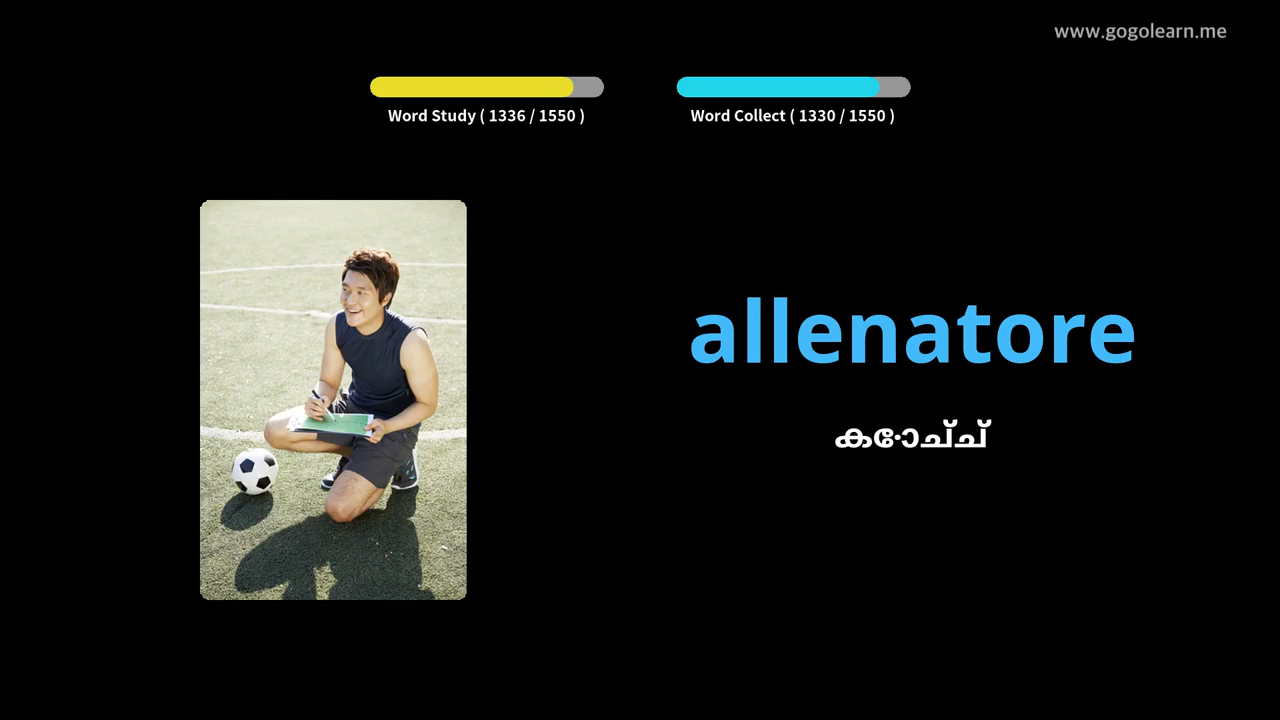 www.gogolearn.me
Word Study ( 1336 / 1550 )
Word Collect ( 1330 / 1550 )
allenatore
കോച്ച്